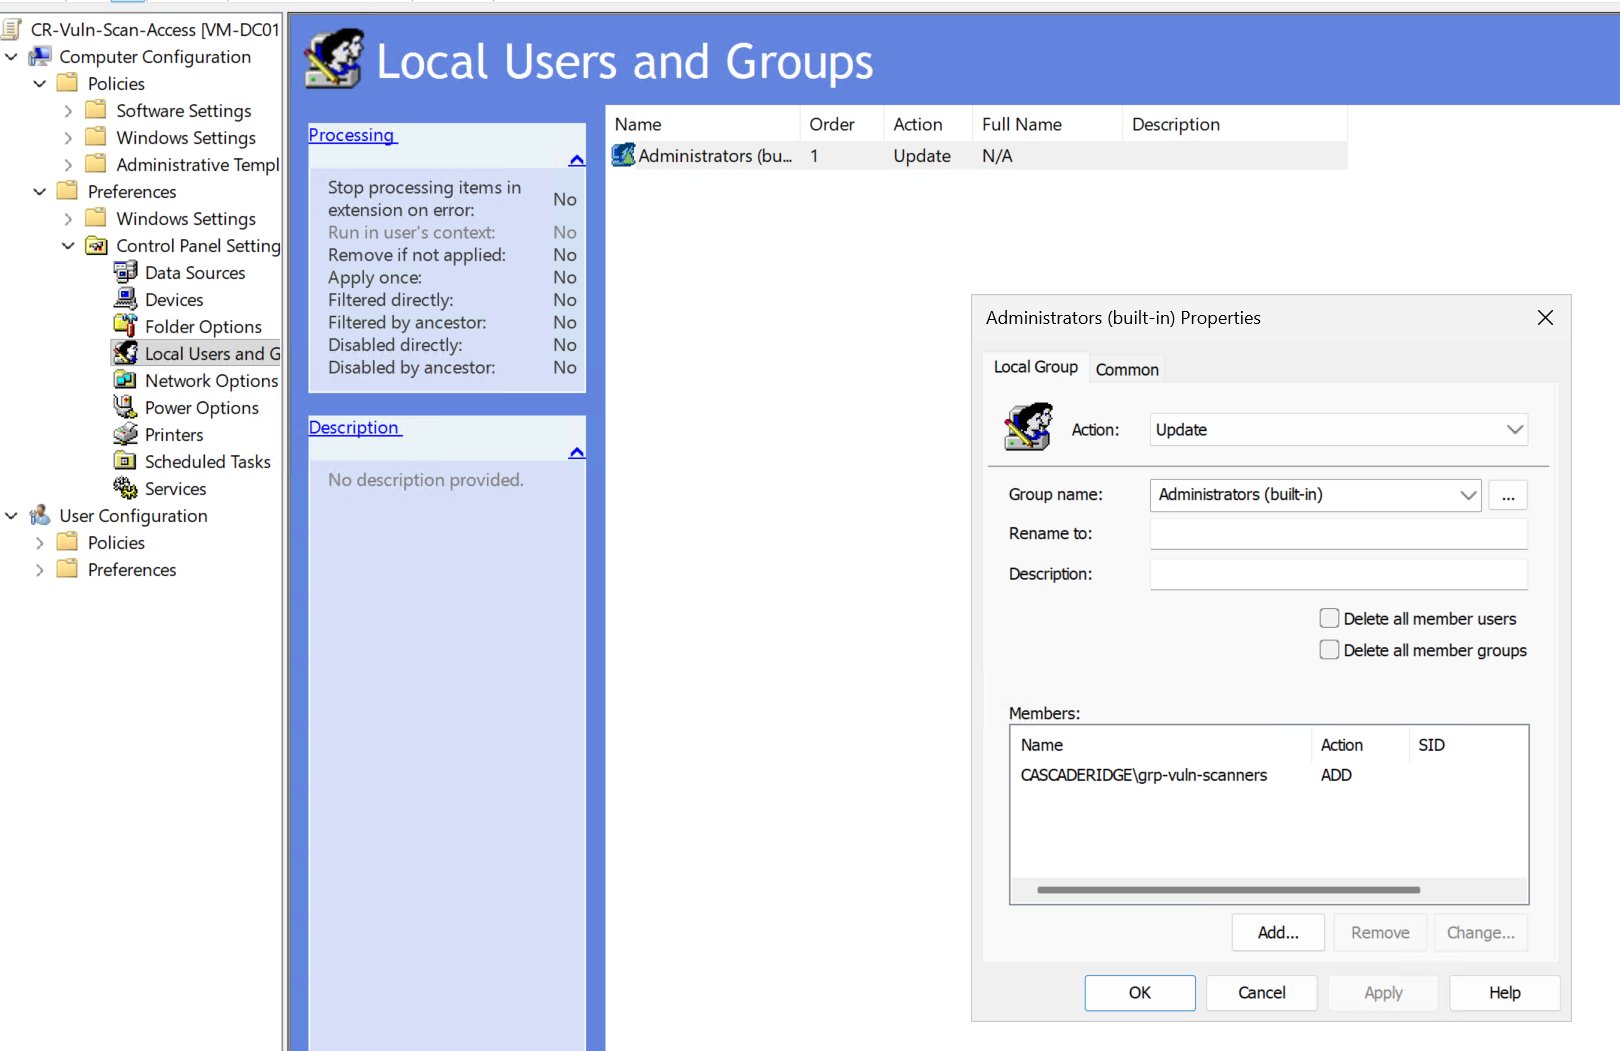 CR-Vuln-Scan-Access [VM-DC01
Computer Configuration
Policies
Software Settings
Windows Settings
Administrative Templ
Preferences
Windows Settings
Control Panel Setting
Data Sources
Devices
Folder Options
Local Users and G
Network Options
Power Options
Printers
Scheduled Tasks
Services
User Configuration
Policies
Preferences
Local Users and Groups
Processing
Stop processing items in
extension on error: No
Run in user's context: No
Remove if not applied: No
Apply once: No
Filtered directly: No
Filtered by ancestor: No
Disabled directly: No
Disabled by ancestor: No
Description
No description provided.
Name Order Action Full Name Description
Administrators (bu... 1 Update N/A
Administrators (built-in) Properties
Local Group Common
Action: Update
Group name: Administrators (built-in) ...
Rename to:
Description:
Delete all member users
Delete all member groups
Members:
Name Action SID
CASCADERIDGE\grp-vuln-scanners ADD
Add... Remove Change...
OK Cancel Apply Help